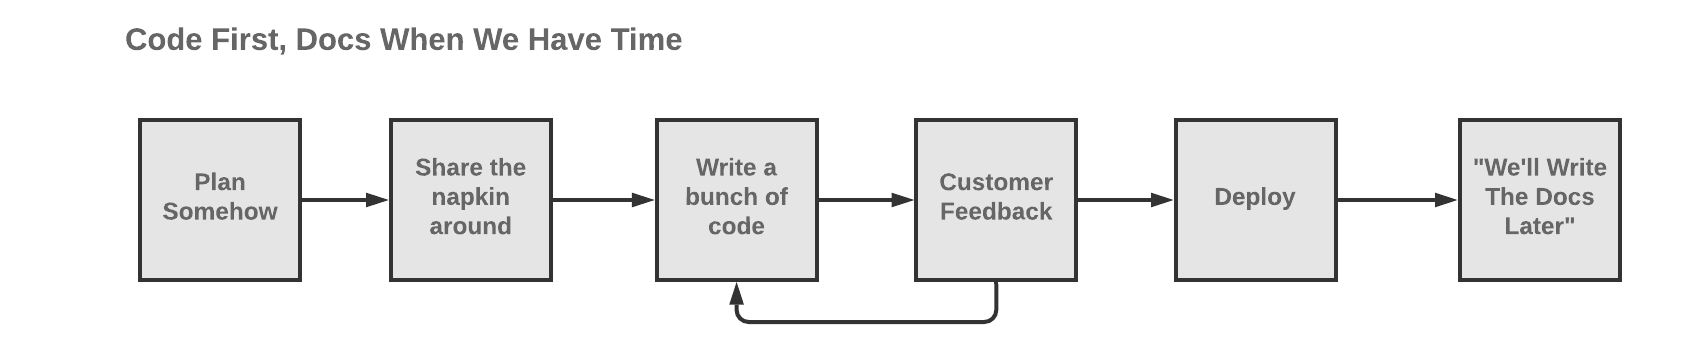 Code First, Docs When We Have Time
Plan
Somehow
Share the
napkin
around
Write a
bunch of
code
Customer
Feedback
Deploy
"We'll Write
The Docs
Later"